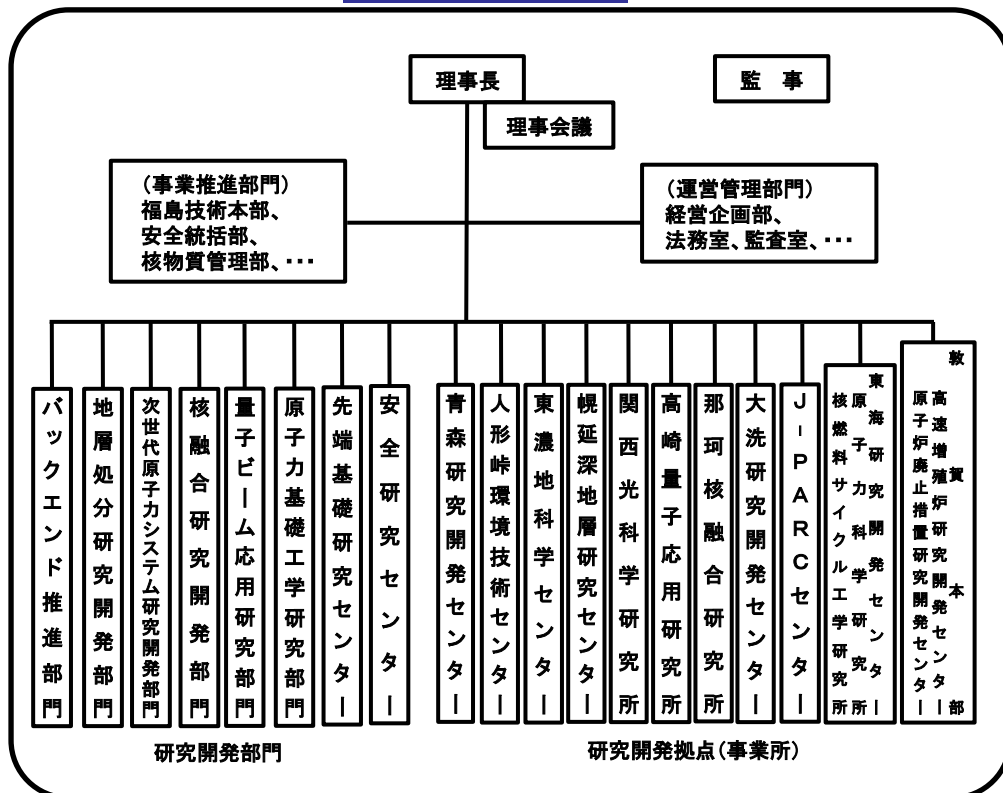 理事長
監　事
理事会議
(事業推進部門)
福島技術本部、
安全統括部、
核物質管理部、・・・
(運営管理部門)
経営企画部、
法務室、監査室、・・・
バックエンド推進部門
地層処分研究開発部門
次世代原子力システム研究開発部門
核融合研究開発部門
量子ビーム応用研究部門
原子力基礎工学研究部門
先端基礎研究センター
安全研究センター
青森研究開発センター
人形峠環境技術センター
東濃地科学センター
幌延深地層研究センター
関西光科学研究所
高崎量子応用研究所
那珂核融合研究所
大洗研究開発センター
J－PARCセンター
東海研究開発センター
原子力科学研究所
核燃料サイクル工学研究所
敦賀本部
高速増殖炉研究開発センター
原子炉廃止措置研究開発センター
研究開発部門
研究開発拠点(事業所)